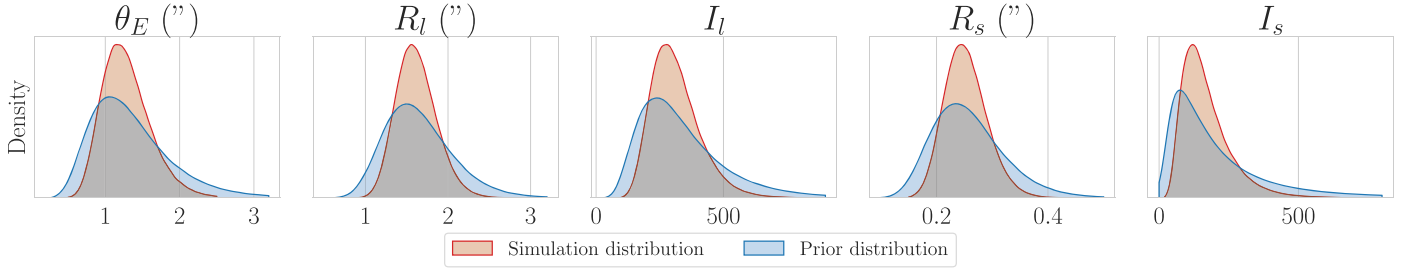 θ_E (”) R_l (”) I_l R_s (”) I_s
Density
1 2 3 1 2 3 0 500 0.2 0.4 0 500
Simulation distribution Prior distribution